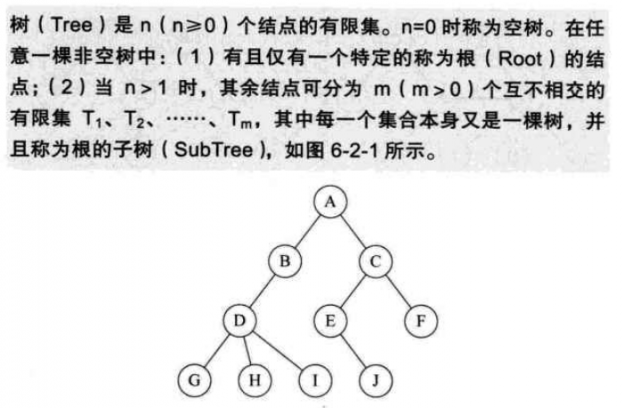 树（Tree）是 n（n≥0）个结点的有限集。n=0 时称为空树。在任
意一棵非空树中：（1）有且仅有一个特定的称为根（Root）的结
点；（2）当 n>1 时，其余结点可分为 m（m>0）个互不相交的
有限集 T₁、T₂、……、Tₘ，其中每一个集合本身又是一棵树，并
且称为根的子树（SubTree），如图 6-2-1 所示。
A
B C
D E F
G H I J